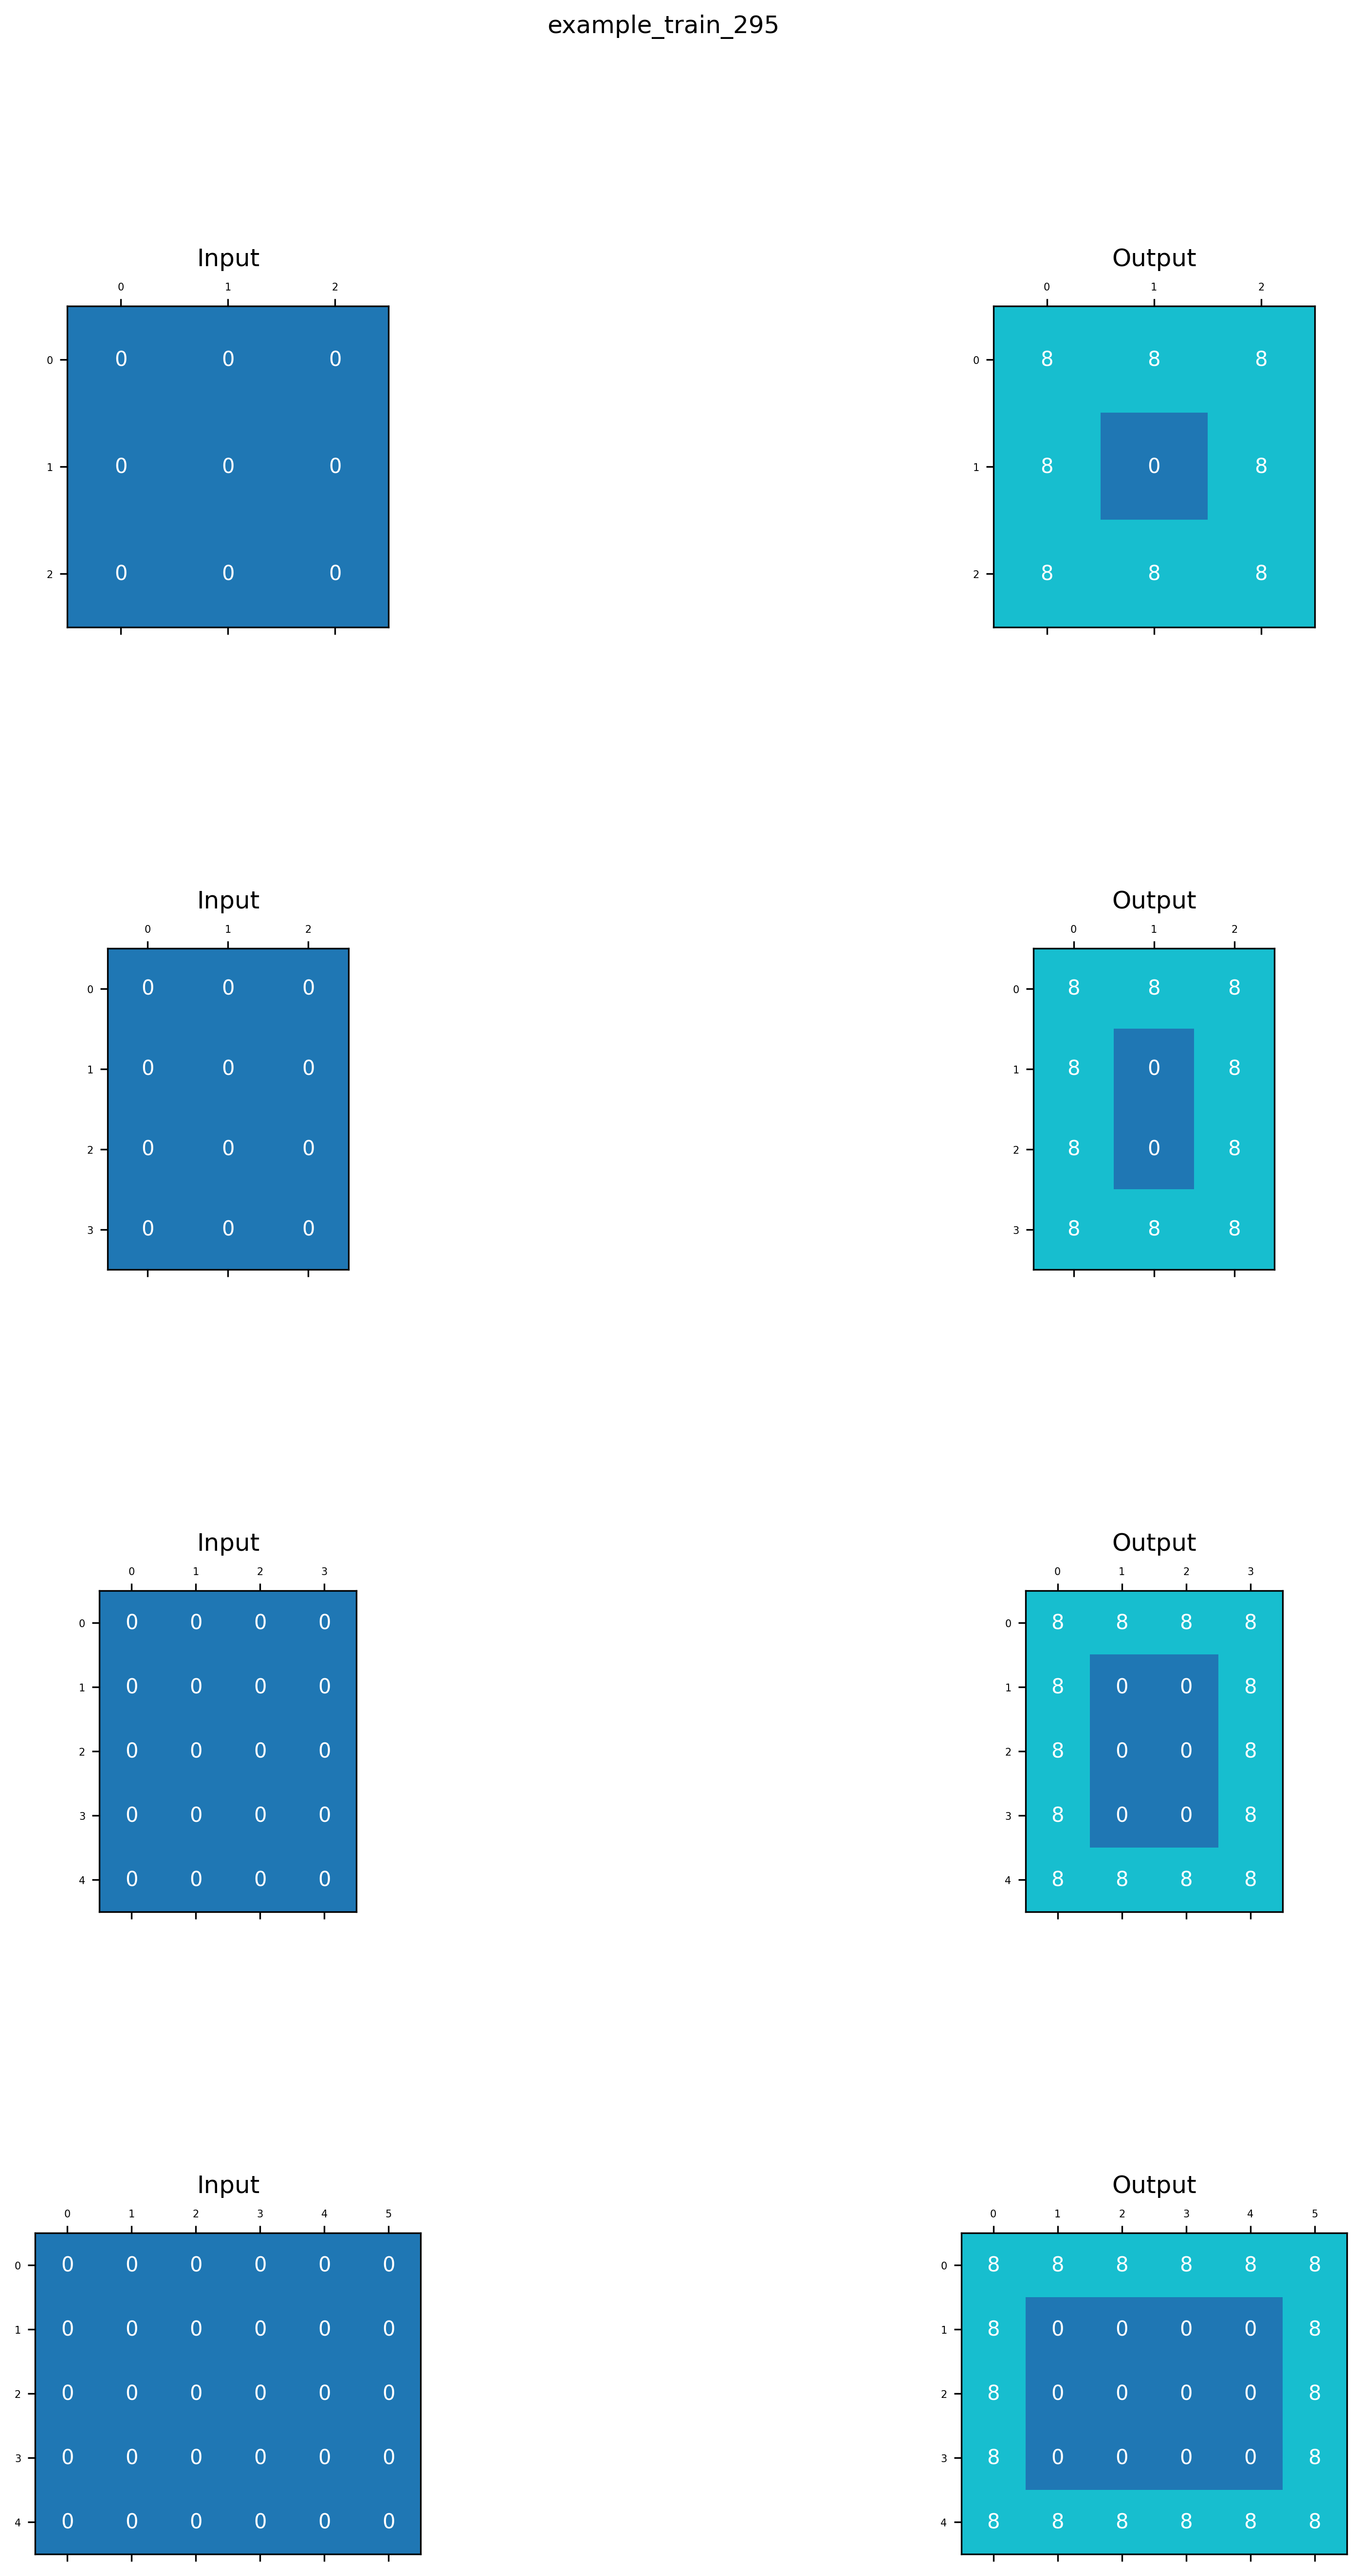 example_train_295
Input Output
0 1 2 0 1 2
0 0 0 0 0 8 8 8
1 0 0 0 1 8 0 8
2 0 0 0 2 8 8 8
Input Output
0 1 2 0 1 2
0 0 0 0 0 8 8 8
1 0 0 0 1 8 0 8
2 0 0 0 2 8 0 8
3 0 0 0 3 8 8 8
Input Output
0 1 2 3 0 1 2 3
0 0 0 0 0 0 8 8 8 8
1 0 0 0 0 1 8 0 0 8
2 0 0 0 0 2 8 0 0 8
3 0 0 0 0 3 8 0 0 8
4 0 0 0 0 4 8 8 8 8
Input Output
0 1 2 3 4 5 0 1 2 3 4 5
0 0 0 0 0 0 0 0 8 8 8 8 8 8
1 0 0 0 0 0 0 1 8 0 0 0 0 8
2 0 0 0 0 0 0 2 8 0 0 0 0 8
3 0 0 0 0 0 0 3 8 0 0 0 0 8
4 0 0 0 0 0 0 4 8 8 8 8 8 8